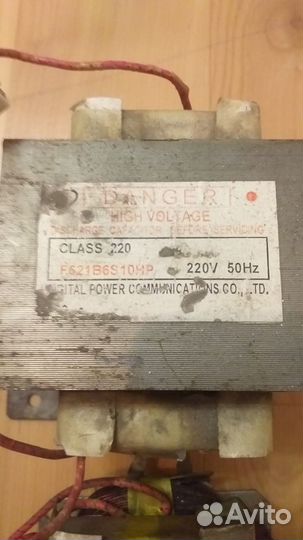 DANGER!
HIGH VOLTAGE
DISCHARGE CAPACITOR BEFORE SERVICING
CLASS 220
F621B6S10HP 220V 50Hz
DIGITAL POWER COMMUNICATIONS CO., LTD.
Avito